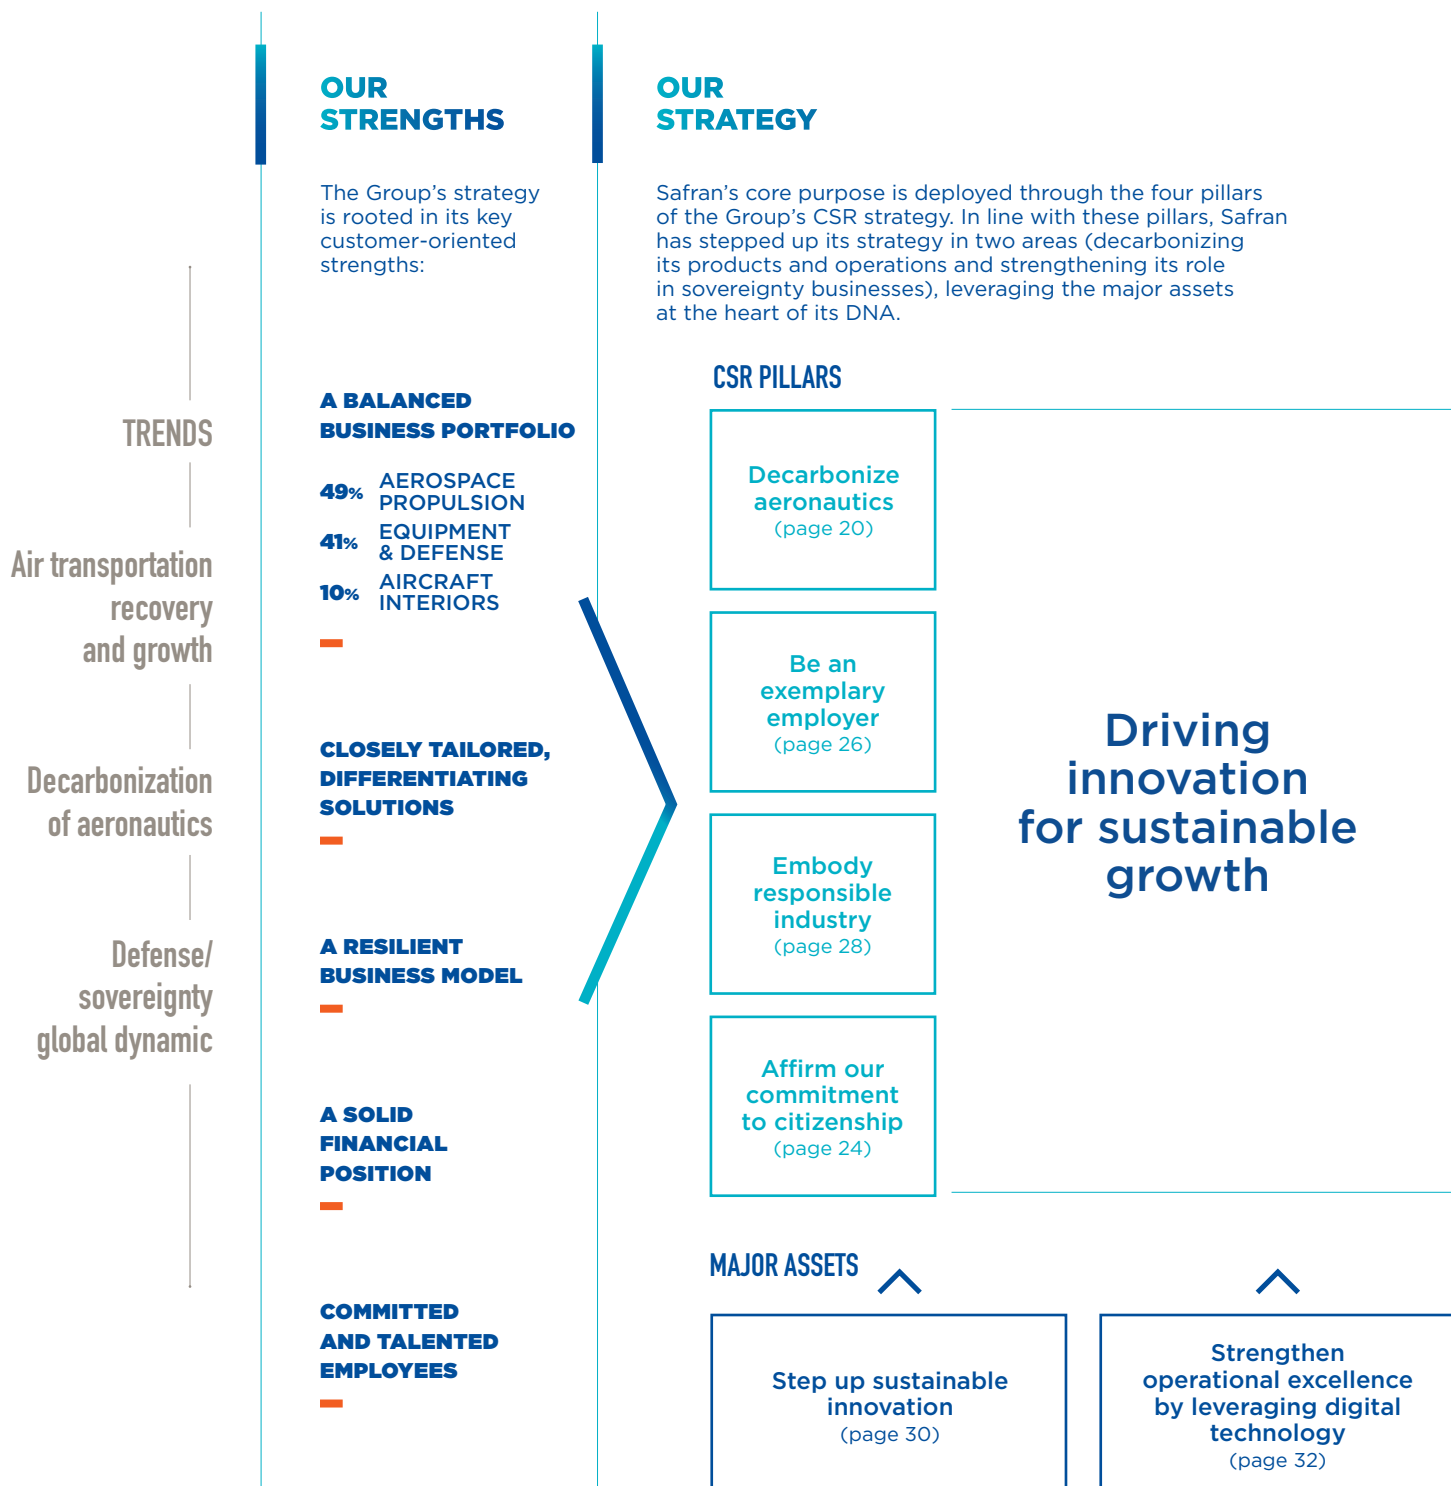 TRENDS
Air transportation
recovery
and growth
Decarbonization
of aeronautics
Defense/
sovereignty
global dynamic
OUR
STRENGTHS
The Group’s strategy
is rooted in its key
customer-oriented
strengths:
A BALANCED
BUSINESS PORTFOLIO
49% AEROSPACE
PROPULSION
41% EQUIPMENT
& DEFENSE
10% AIRCRAFT
INTERIORS
CLOSELY TAILORED,
DIFFERENTIATING
SOLUTIONS
A RESILIENT
BUSINESS MODEL
A SOLID
FINANCIAL
POSITION
COMMITTED
AND TALENTED
EMPLOYEES
OUR
STRATEGY
Safran’s core purpose is deployed through the four pillars
of the Group’s CSR strategy. In line with these pillars, Safran
has stepped up its strategy in two areas (decarbonizing
its products and operations and strengthening its role
in sovereignty businesses), leveraging the major assets
at the heart of its DNA.
CSR PILLARS
Decarbonize
aeronautics
(page 20)
Be an
exemplary
employer
(page 26)
Embody
responsible
industry
(page 28)
Affirm our
commitment
to citizenship
(page 24)
Driving
innovation
for sustainable
growth
MAJOR ASSETS
Step up sustainable
innovation
(page 30)
Strengthen
operational excellence
by leveraging digital
technology
(page 32)